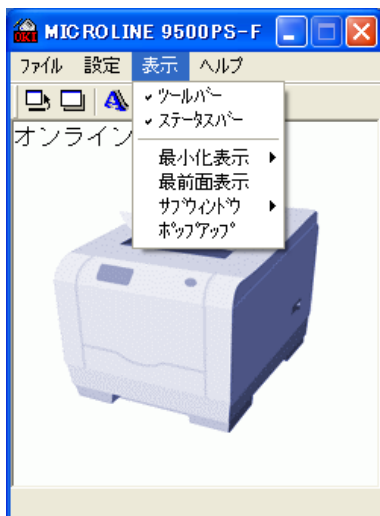 OKI MICROLINE 9500PS-F
ﾌｧｲﾙ 設定 表示 ヘルプ
A
ﾂｰﾙﾊﾞｰ
ｽﾃｰﾀｽﾊﾞｰ
オンライン
最小化表示
最前面表示
ｻﾌﾞｳｨﾝﾄﾞｳ
ﾎﾟｯﾌﾟｱｯﾌﾟ